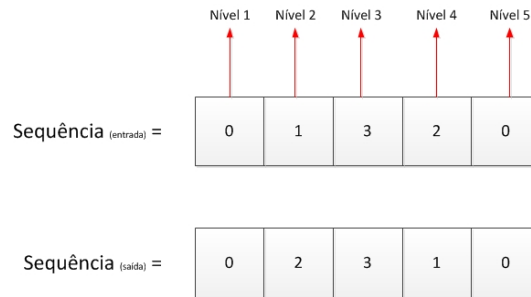 Nível 1 Nível 2 Nível 3 Nível 4 Nível 5
Sequência (entrada) = 0 1 3 2 0
Sequência (saída) = 0 2 3 1 0